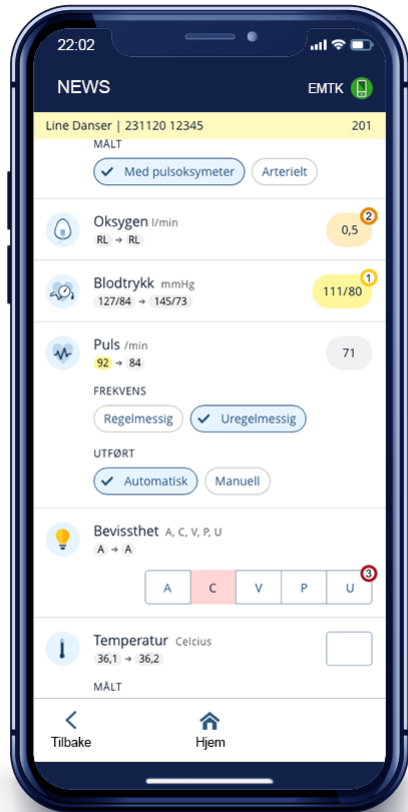 22:02
NEWS EMTK
Line Danser | 231120 12345 201
MÅLT
Med pulsoksymeter Arterielt
Oksygen l/min
RL → RL
0,5 2
Blodtrykk mmHg
127/84 → 145/73
111/80 1
Puls /min
92 → 84
71
FREKVENS
Regelmessig Uregelmessig
UTFØRT
Automatisk Manuell
Bevissthet A, C, V, P, U
A → A
A C V P U 3
Temperatur Celcius
36,1 → 36,2
MÅLT
Tilbake Hjem